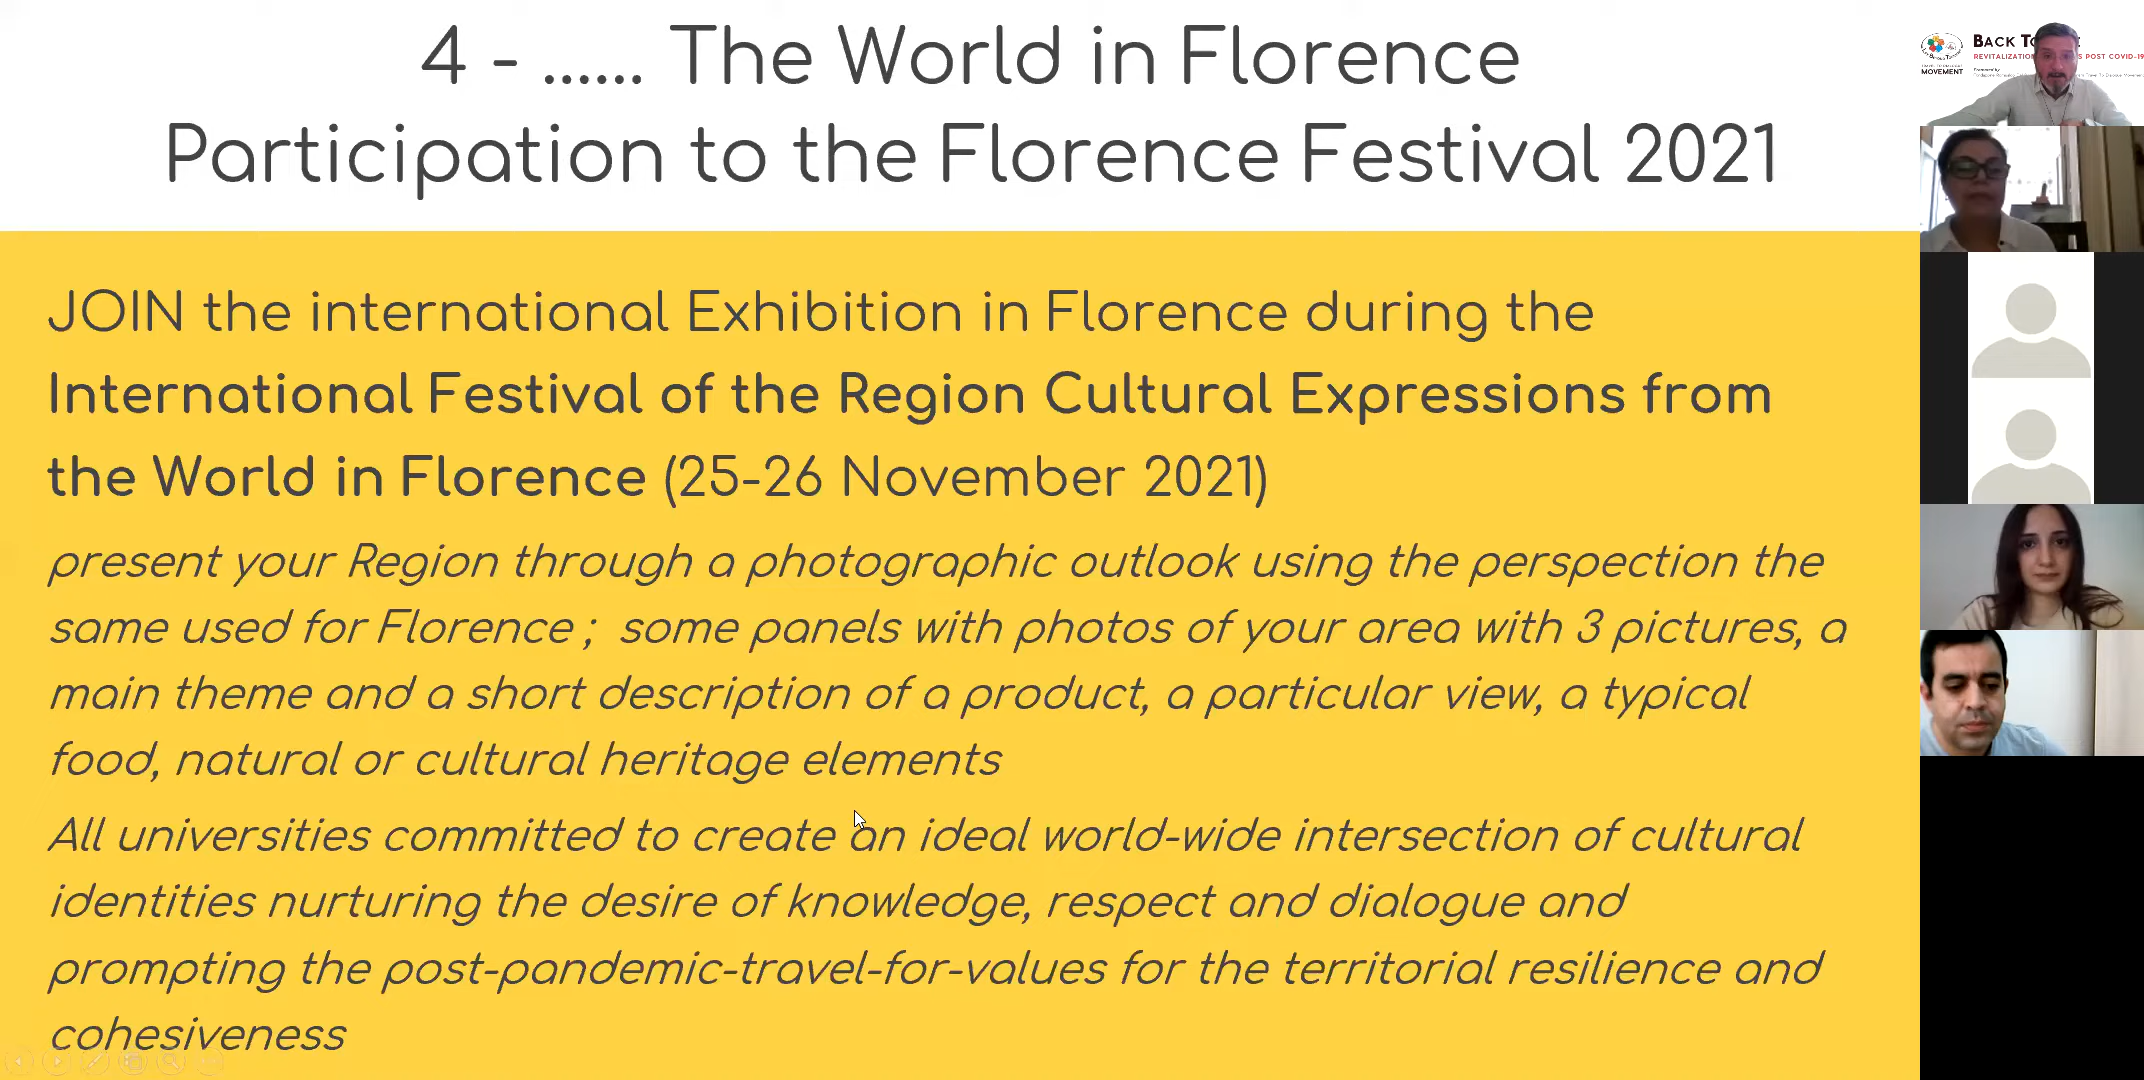 4 - ...... The World in Florence
Participation to the Florence Festival 2021
JOIN the international Exhibition in Florence during the
International Festival of the Region Cultural Expressions from
the World in Florence (25-26 November 2021)
present your Region through a photographic outlook using the perspection the
same used for Florence ;  some panels with photos of your area with 3 pictures, a
main theme and a short description of a product, a particular view, a typical
food, natural or cultural heritage elements
All universities committed to create an ideal world-wide intersection of cultural
identities nurturing the desire of knowledge, respect and dialogue and
prompting the post-pandemic-travel-for-values for the territorial resilience and
cohesiveness
BACK
POST COVID-19
MOVEMENT